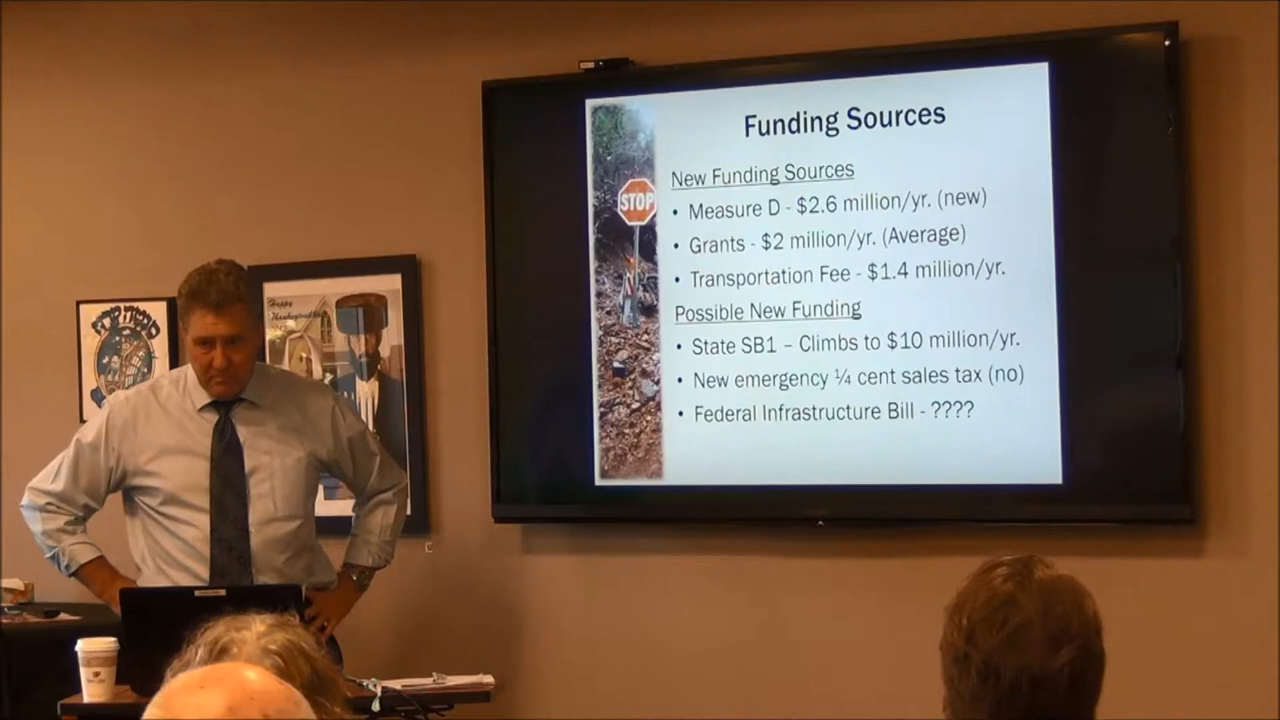 Funding Sources
New Funding Sources
• Measure D - $2.6 million/yr. (new)
• Grants - $2 million/yr. (Average)
• Transportation Fee - $1.4 million/yr.
Possible New Funding
• State SB1 – Climbs to $10 million/yr.
• New emergency ¼ cent sales tax (no)
• Federal Infrastructure Bill - ????
STOP
Happy
Thanksgiving